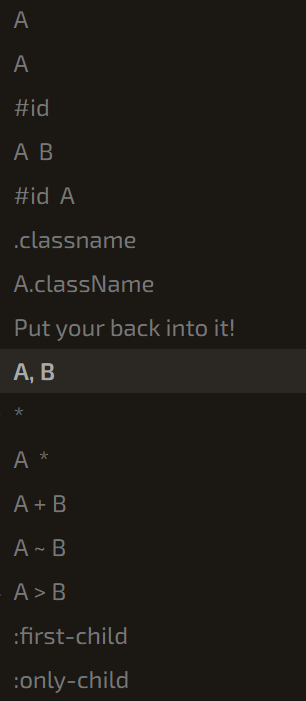 A
A
#id
A  B
#id  A
.classname
A.className
Put your back into it!
A, B
*
A  *
A + B
A ~ B
A > B
:first-child
:only-child